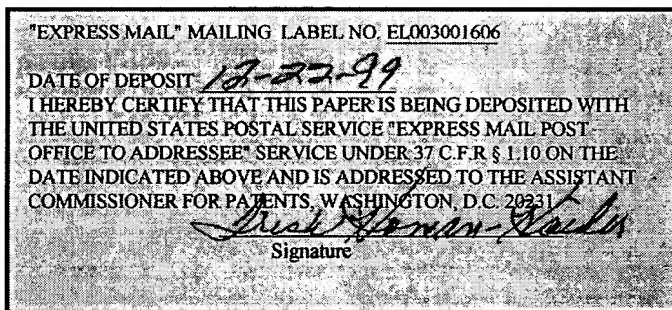 "EXPRESS MAIL" MAILING LABEL NO. EL003001606
DATE OF DEPOSIT 12-22-99
I HEREBY CERTIFY THAT THIS PAPER IS BEING DEPOSITED WITH
THE UNITED STATES POSTAL SERVICE "EXPRESS MAIL POST
OFFICE TO ADDRESSEE" SERVICE UNDER 37 C.F.R § 1.10 ON THE
DATE INDICATED ABOVE AND IS ADDRESSED TO THE ASSISTANT
COMMISSIONER FOR PATENTS, WASHINGTON, D.C. 20231
Signature